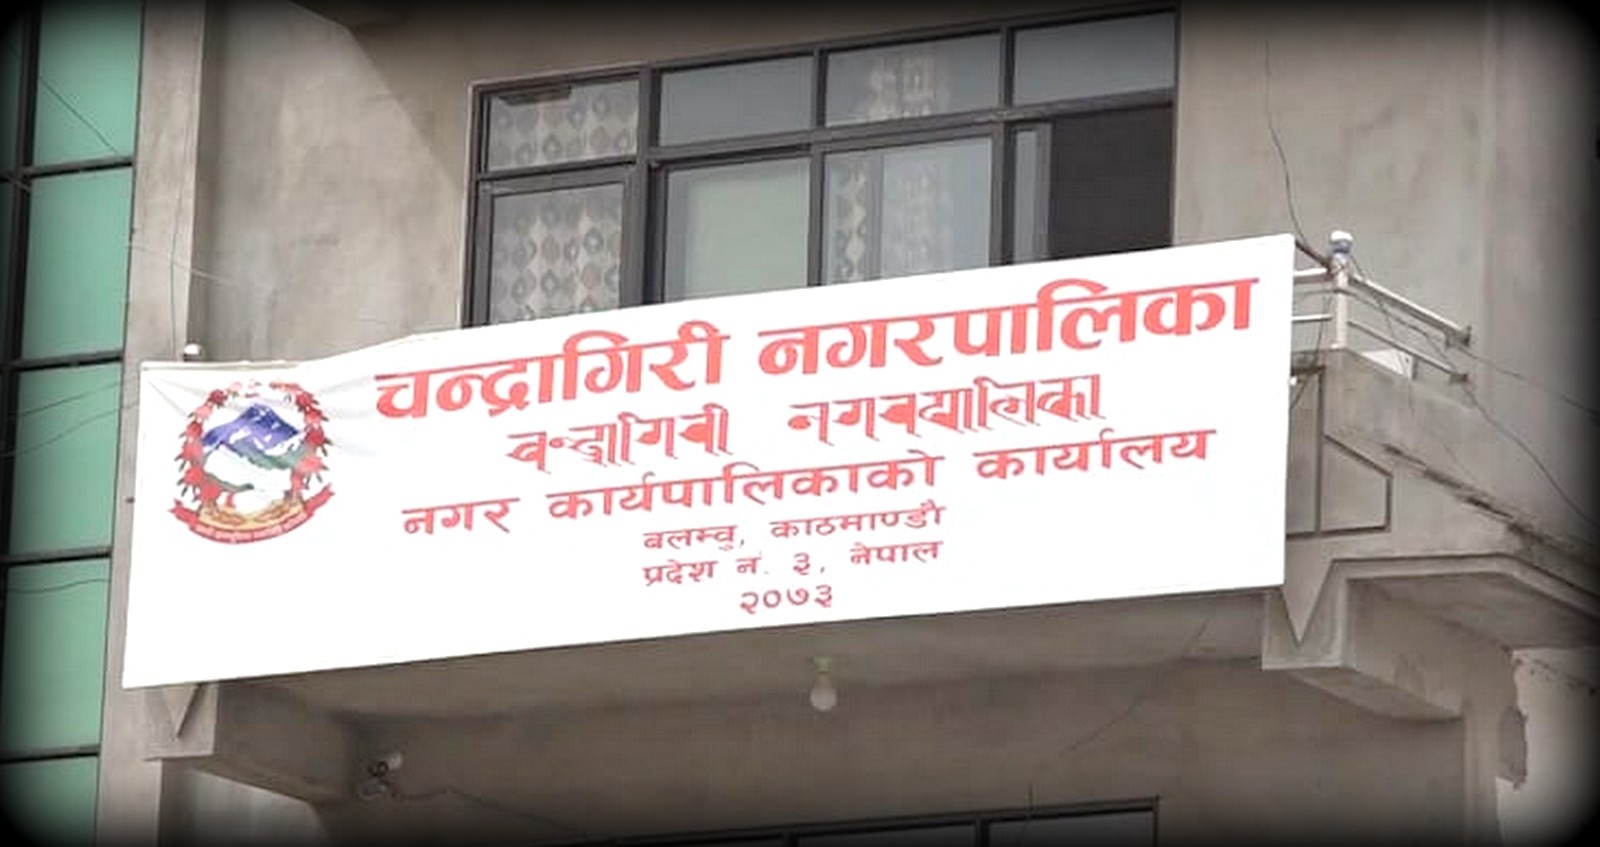 चन्द्रागिरी नगरपालिका
नगर कार्यपालिकाको कार्यालय
बलम्वु, काठमाण्डौ
प्रदेश नं. ३, नेपाल
२०७३